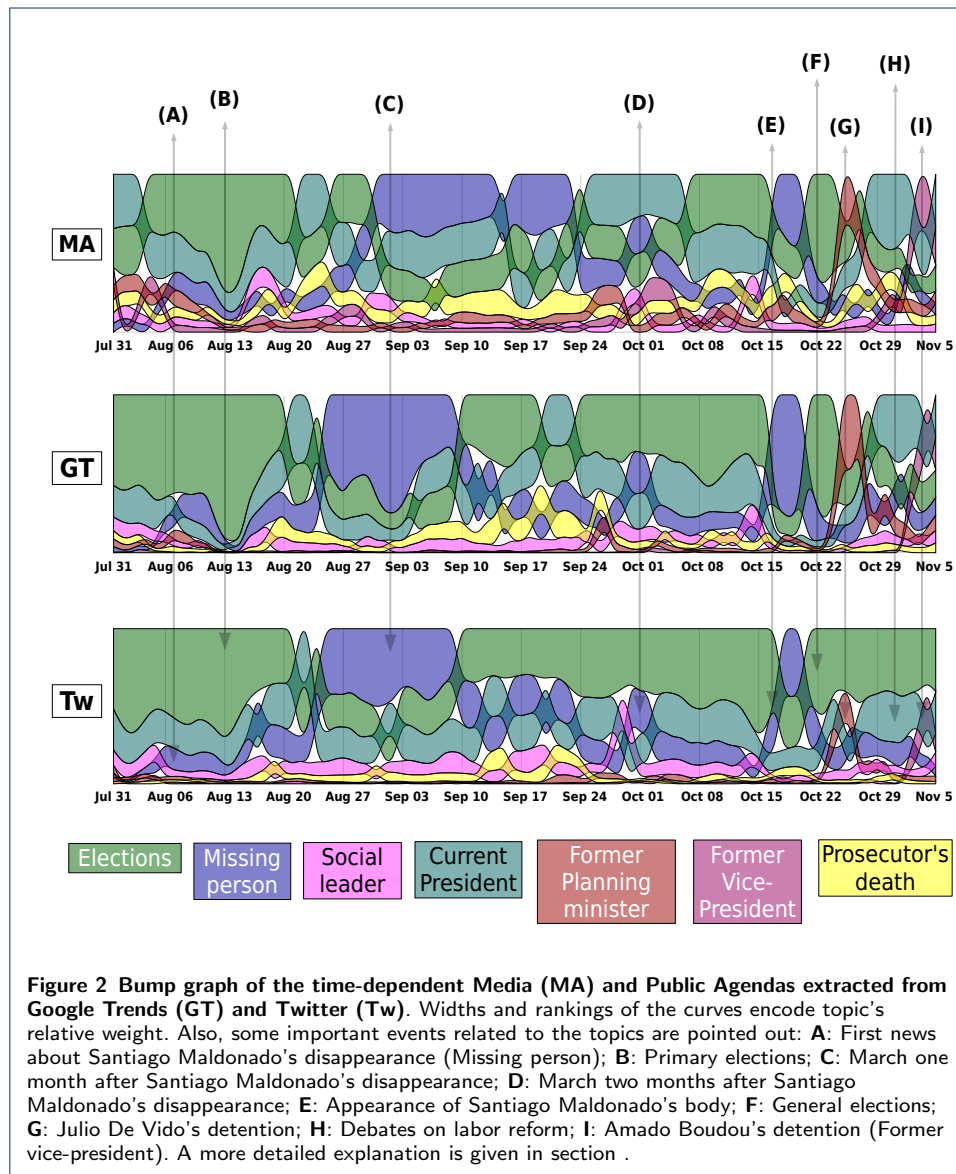 (F)
(H)
(B)
(C)
(D)
(A)
(E)
(G)
(I)
MA
Jul 31 Aug 06 Aug 13 Aug 20 Aug 27 Sep 03 Sep 10 Sep 17 Sep 24 Oct 01 Oct 08 Oct 15 Oct 22 Oct 29 Nov 5
GT
Jul 31 Aug 06 Aug 13 Aug 20 Aug 27 Sep 03 Sep 10 Sep 17 Sep 24 Oct 01 Oct 08 Oct 15 Oct 22 Oct 29 Nov 5
Tw
Jul 31 Aug 06 Aug 13 Aug 20 Aug 27 Sep 03 Sep 10 Sep 17 Sep 24 Oct 01 Oct 08 Oct 15 Oct 22 Oct 29 Nov 5
Elections
Missing
person
Social
leader
Current
President
Former
Planning
minister
Former
Vice-
President
Prosecutor's
death
Figure 2 Bump graph of the time-dependent Media (MA) and Public Agendas extracted from
Google Trends (GT) and Twitter (Tw). Widths and rankings of the curves encode topic's
relative weight. Also, some important events related to the topics are pointed out: A: First news
about Santiago Maldonado's disappearance (Missing person); B: Primary elections; C: March one
month after Santiago Maldonado's disappearance; D: March two months after Santiago
Maldonado's disappearance; E: Appearance of Santiago Maldonado's body; F: General elections;
G: Julio De Vido's detention; H: Debates on labor reform; I: Amado Boudou's detention (Former
vice-president). A more detailed explanation is given in section .